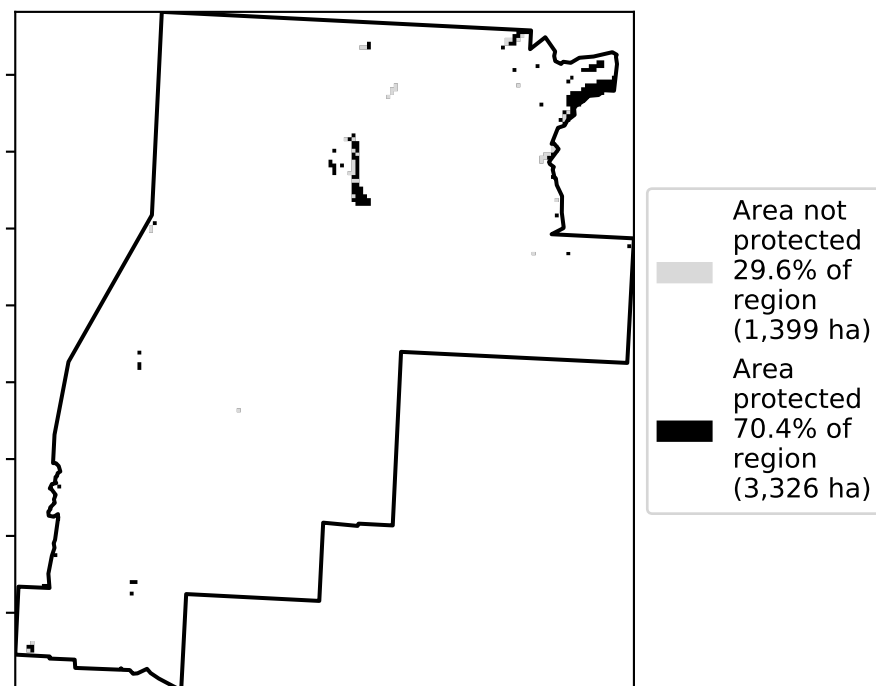 Area not
protected
29.6% of
region
(1,399 ha)
Area
protected
70.4% of
region
(3,326 ha)